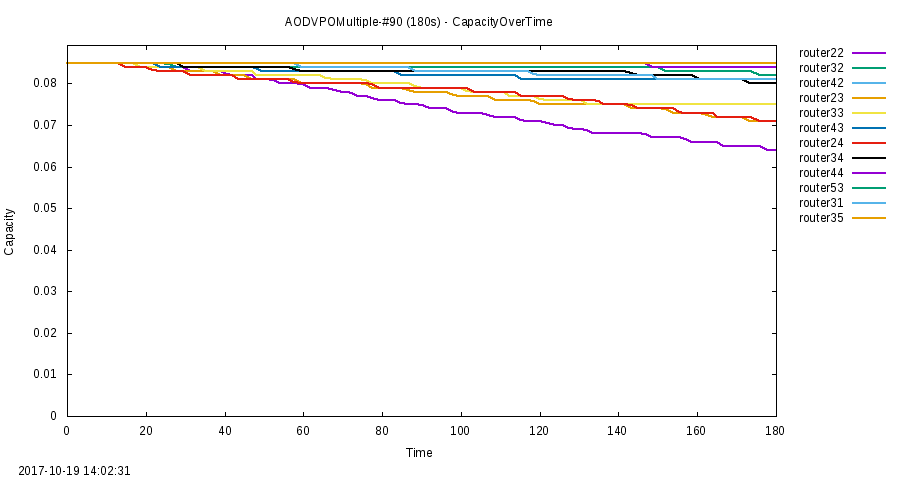 AODVPOMultiple-#90 (180s) - CapacityOverTime
router22
router32
router42
router23
router33
router43
router24
router34
router44
router53
router31
router35
Capacity
0.08
0.07
0.06
0.05
0.04
0.03
0.02
0.01
0
0 20 40 60 80 100 120 140 160 180
Time
2017-10-19 14:02:31